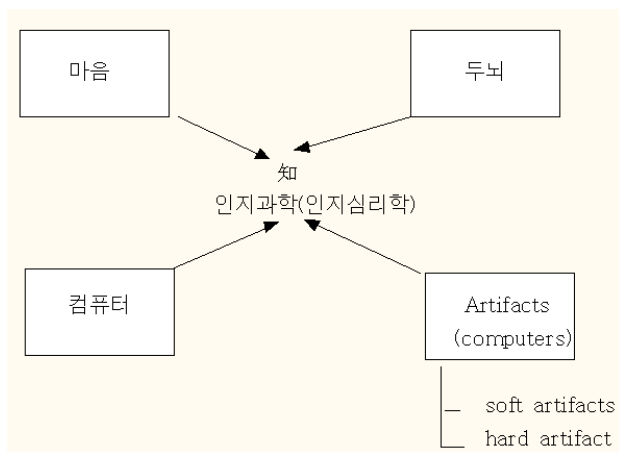 마음
두뇌
知
인지과학(인지심리학)
컴퓨터
Artifacts
(computers)
soft artifacts
hard artifact